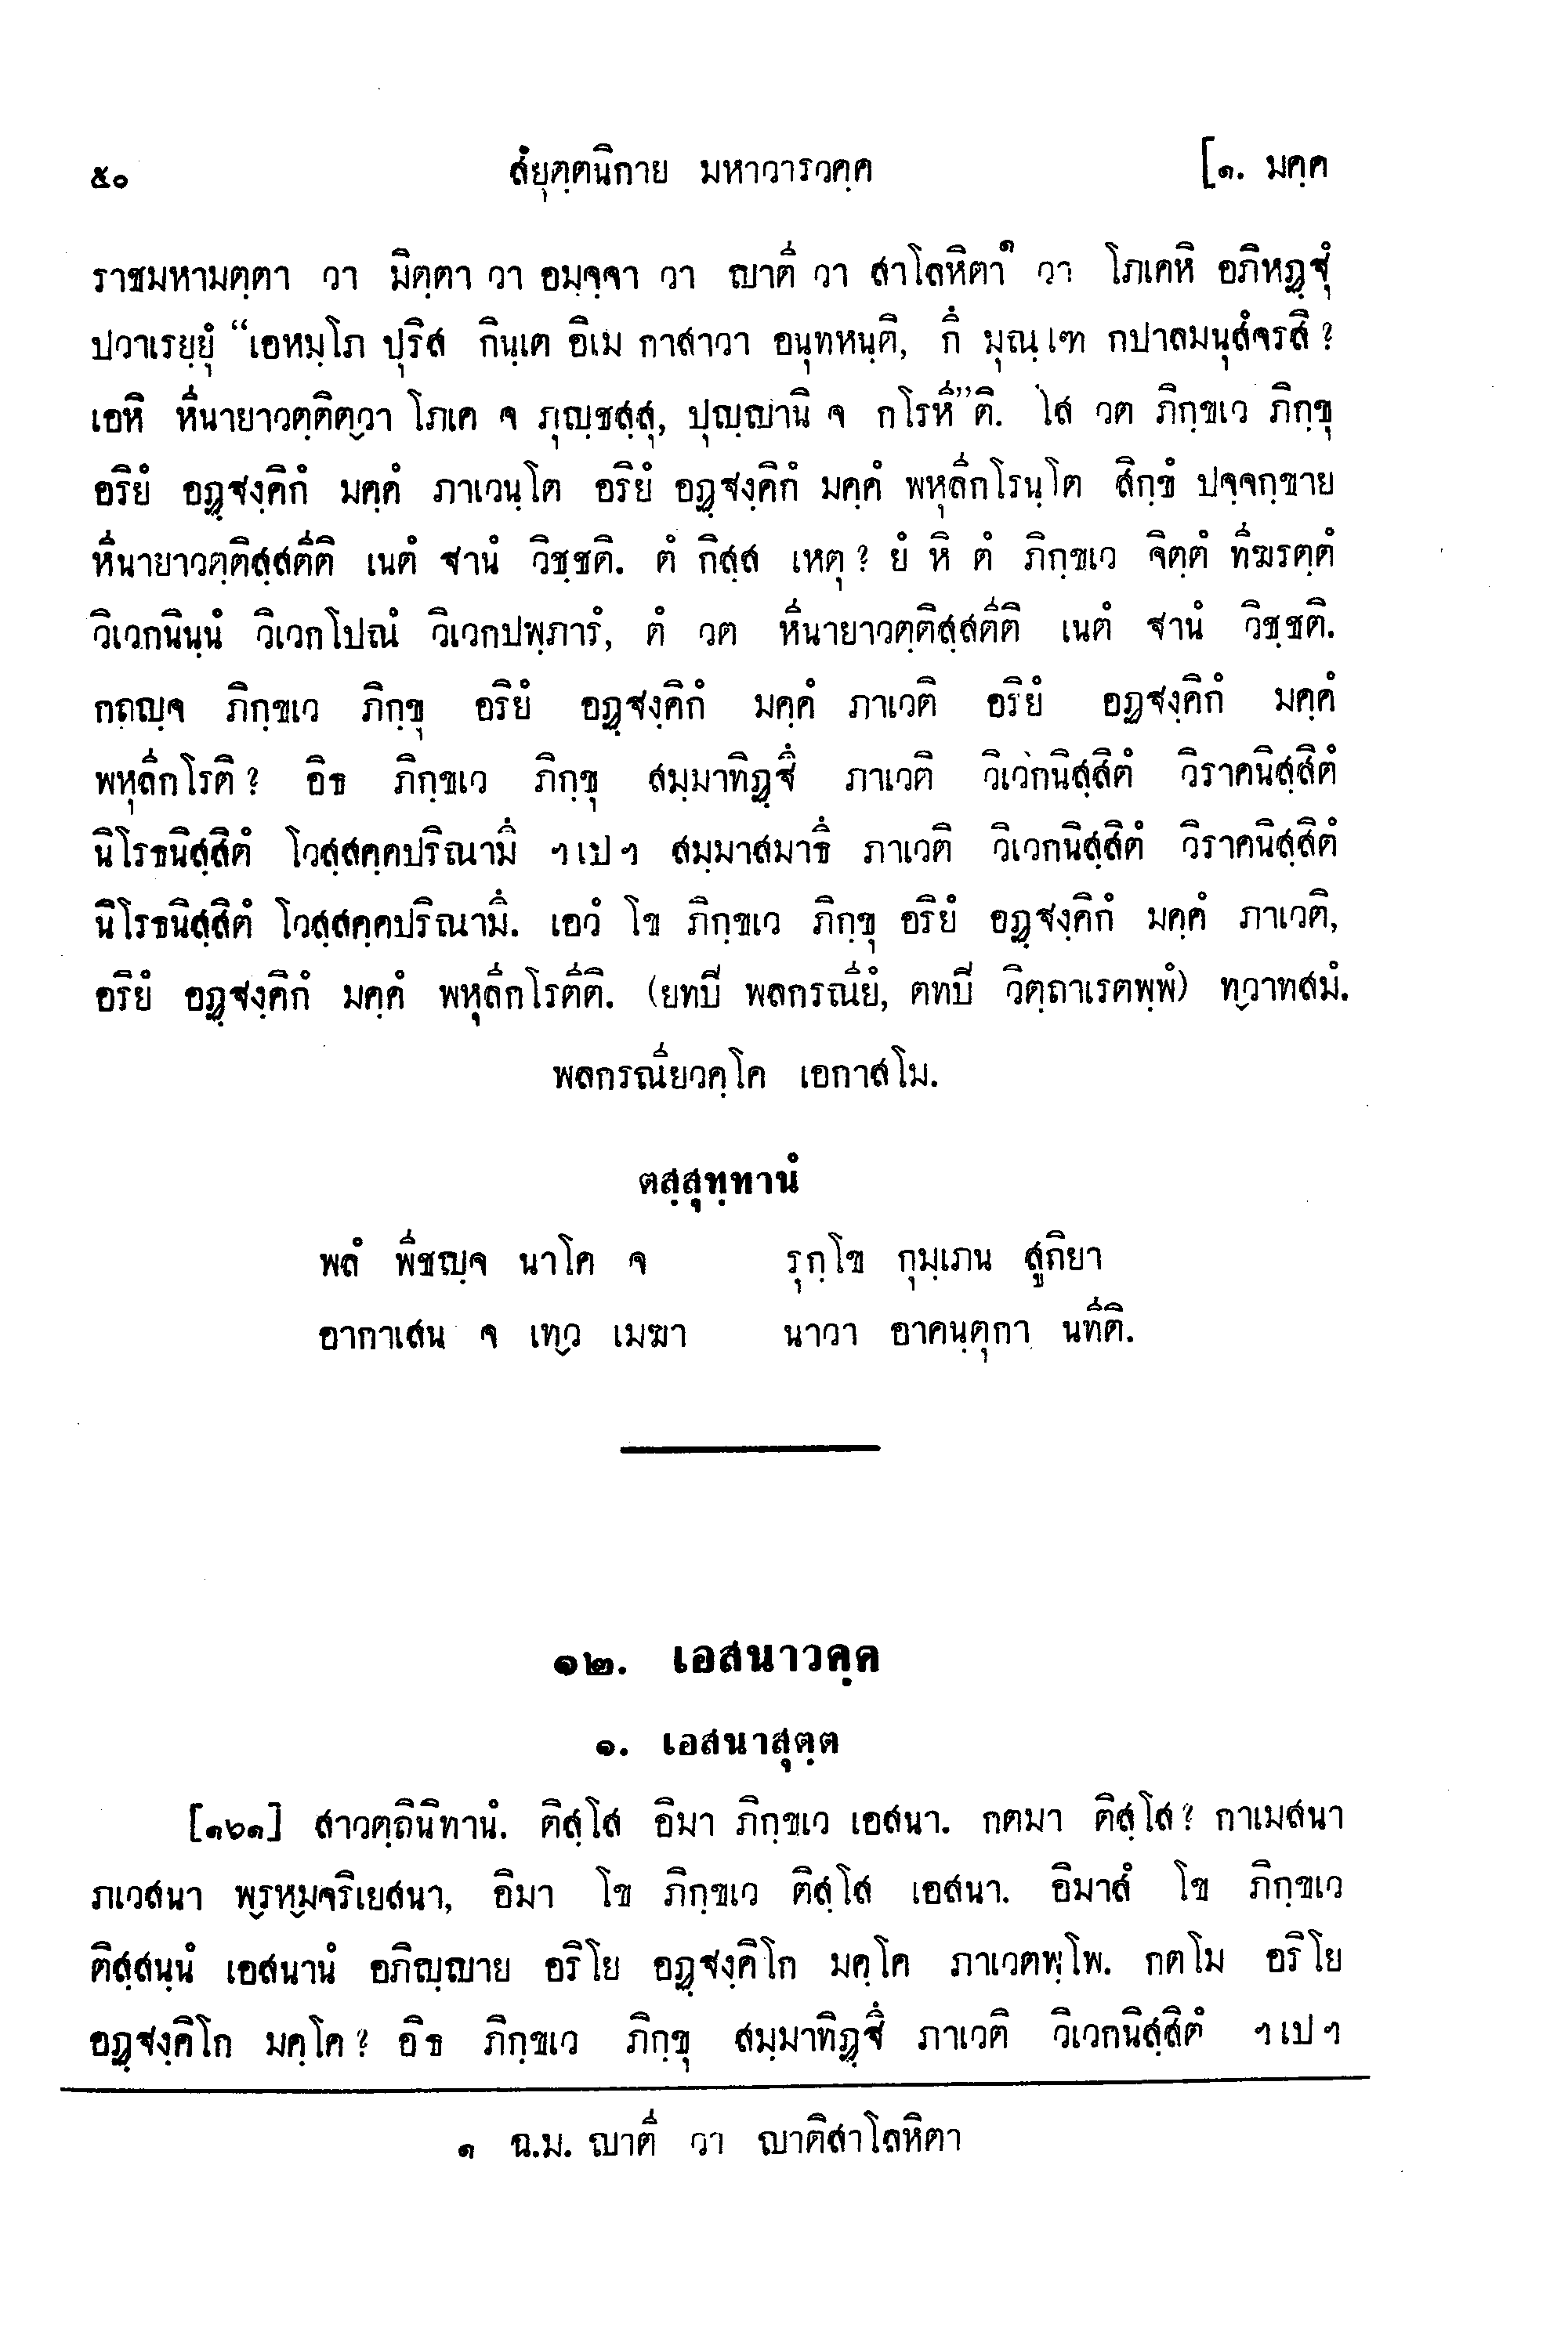 ๕๐ สํยุตฺตนิกาย มหาวารวคฺค [๑. มคฺค
ราชมหามตฺตา วา มิตฺตา วา อมจฺจา วา ญาตี วา สาโลหิตา๑ วา โภเคหิ อภิหฏฺฐุํ
ปวาเรยฺยุํ “เอหมฺโภ ปุริส กินฺเต อิเม กาสาวา อนุทหนฺติ, กึ มุณฺเฑ กปาลมนุสํจรสิ?
เอหิ หีนายาวตฺติตฺวา โภเค จ ภุญฺชสฺสุ, ปุญฺญานิ จ กโรหี”ติ. โส วต ภิกฺขเว ภิกฺขุ
อริยํ อฏฺฐงฺคิกํ มคฺคํ ภาเวนฺโต อริยํ อฏฺฐงฺคิกํ มคฺคํ พหุลีกโรนฺโต สิกฺขํ ปจฺจกฺขาย
หีนายาวตฺติสฺสตีติ เนตํ ฐานํ วิชฺชติ. ตํ กิสฺส เหตุ? ยํ หิ ตํ ภิกฺขเว จิตฺตํ ทีฆรตฺตํ
วิเวกนินฺนํ วิเวกโปณํ วิเวกปพฺภารํ, ตํ วต หีนายาวตฺติสฺสตีติ เนตํ ฐานํ วิชฺชติ.
กถญฺจ ภิกฺขเว ภิกฺขุ อริยํ อฏฺฐงฺคิกํ มคฺคํ ภาเวติ อริยํ อฏฺฐงฺคิกํ มคฺคํ
พหุลีกโรติ? อิธ ภิกฺขเว ภิกฺขุ สมฺมาทิฏฺฐึ ภาเวติ วิเวกนิสฺสิตํ วิราคนิสฺสิตํ
นิโรธนิสฺสิตํ โวสฺสคฺคปริณามึ ฯเปฯ สมฺมาสมาธึ ภาเวติ วิเวกนิสฺสิตํ วิราคนิสฺสิตํ
นิโรธนิสฺสิตํ โวสฺสคฺคปริณามึ. เอวํ โข ภิกฺขเว ภิกฺขุ อริยํ อฏฺฐงฺคิกํ มคฺคํ ภาเวติ,
อริยํ อฏฺฐงฺคิกํ มคฺคํ พหุลีกโรตีติ. (ยทปิ พลกรณียํ, ตทปิ วิตฺถาเรตพฺพํ) ทฺวาทสมํ.
พลกรณียวคฺโค เอกาสโม.
ตสฺสุทฺทานํ
พลํ พีชญฺจ นาโค จ รุกฺโข กุมฺเภน สูกิยา
อากาเสน จ เทฺว เมฆา นาวา อาคนฺตุกา นทีติ.
๑๒. เอสนาวคฺค
๑. เอสนาสุตฺต
[๑๖๑] สาวตฺถินิทานํ. ติสฺโส อิมา ภิกฺขเว เอสนา. กตมา ติสฺโส? กาเมสนา
ภเวสนา พฺรหฺมจริเยสนา, อิมา โข ภิกฺขเว ติสฺโส เอสนา. อิมาสํ โข ภิกฺขเว
ติสฺสนฺนํ เอสนานํ อภิญฺญาย อริโย อฏฺฐงฺคิโก มคฺโค ภาเวตพฺโพ. กตโม อริโย
อฏฺฐงฺคิโก มคฺโค? อิธ ภิกฺขเว ภิกฺขุ สมฺมาทิฏฺฐึ ภาเวติ วิเวกนิสฺสิตํ ฯเปฯ
๑ ฉ.ม. ญาตี วา ญาติสาโลหิตา